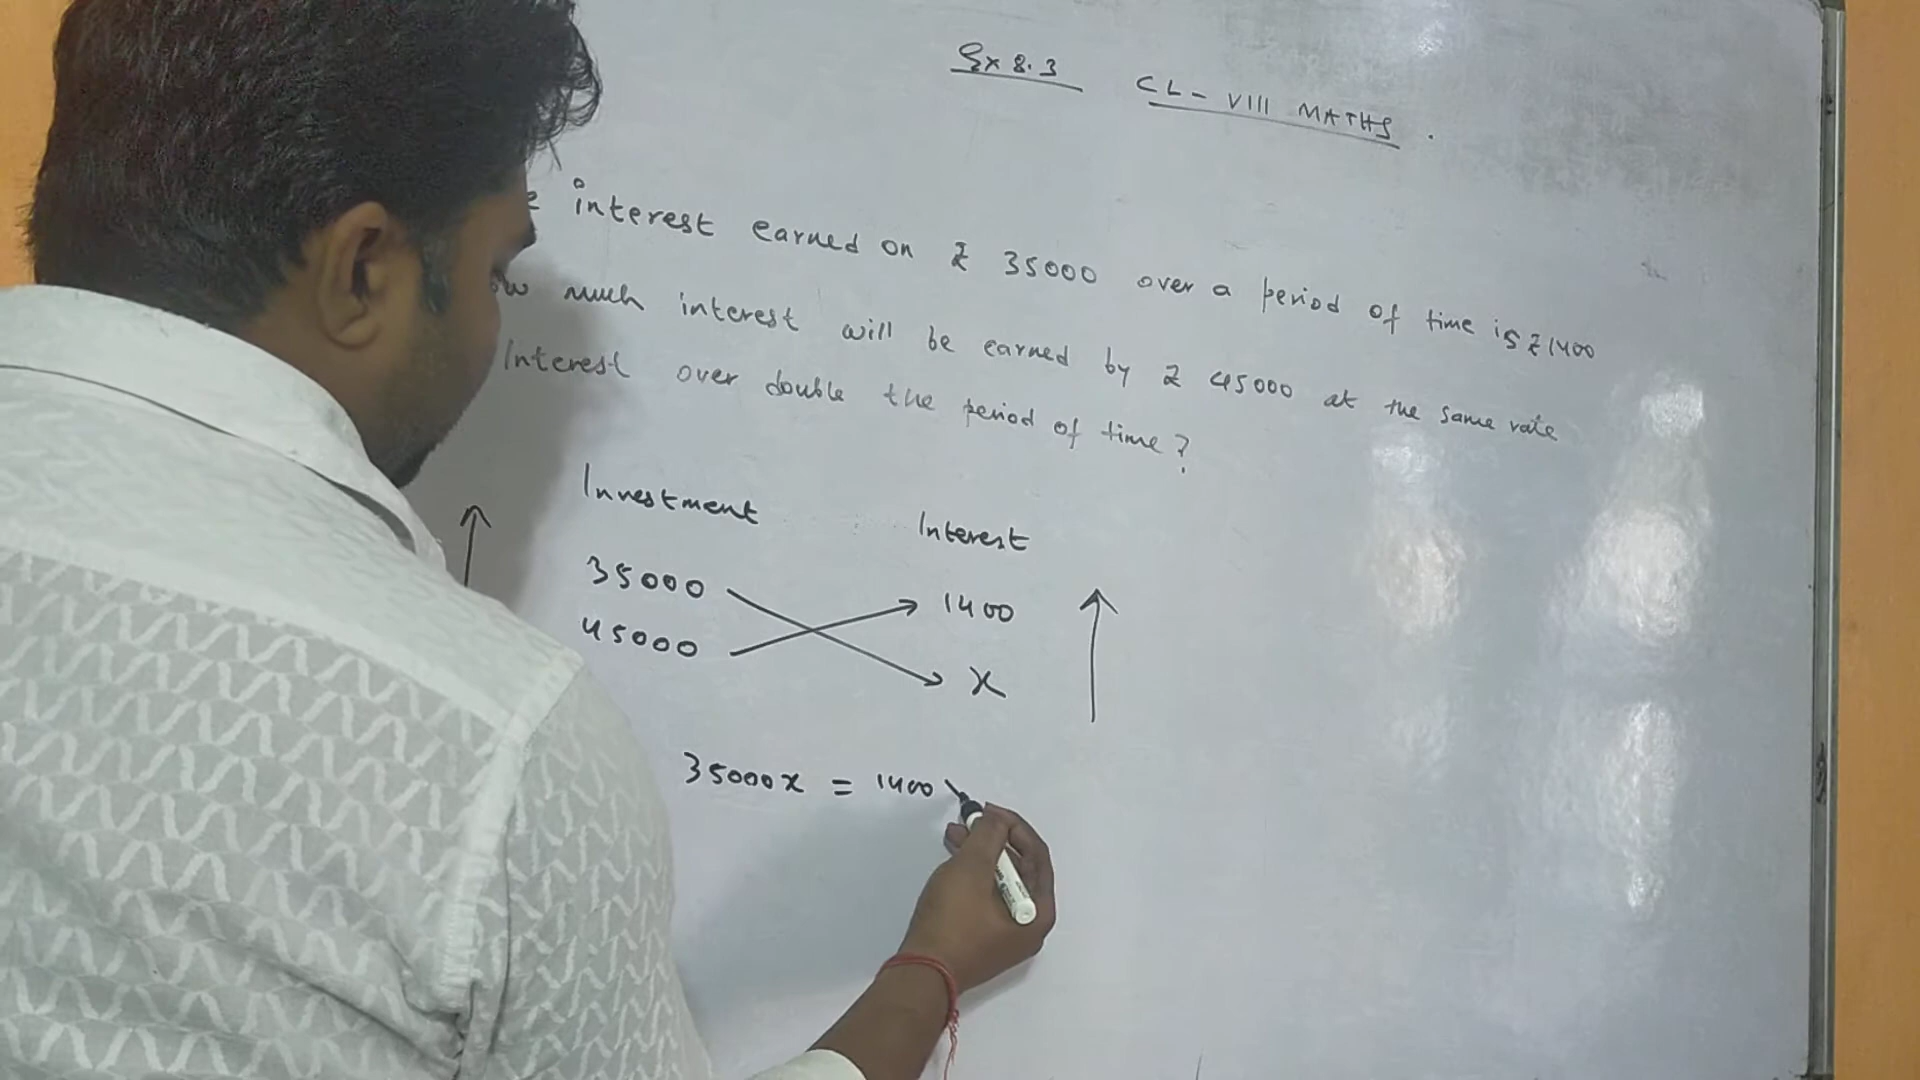 Ex 8.3 CL - VIII MATHS.
interest earned on ₹ 35000 over a period of time is ₹ 1400
much interest will be earned by ₹ 45000 at the same rate
Interest over double the period of time?
Investment Interest
35000 1400
45000 x
35000x = 1400